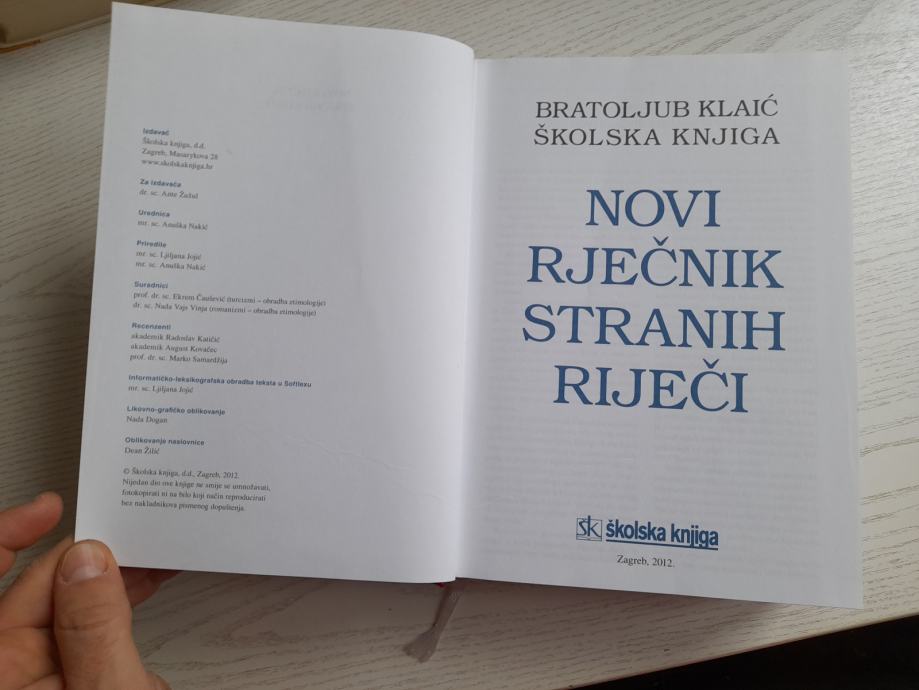 Izdavač
Školska knjiga, d.d.
Zagreb, Masarykova 28
www.skolskaknjiga.hr
Za izdavača
dr. sc. Ante Žužul
Urednica
mr. sc. Anuška Nakić
Priredile
mr. sc. Ljiljana Jojić
mr. sc. Anuška Nakić
Suradnici
prof. dr. sc. Ekrem Čaušević (turcizmi – obradba etimologije)
dr. sc. Nada Vajs Vinja (romanizmi – obradba etimologije)
Recenzenti
akademik Radoslav Katičić
akademik August Kovačec
prof. dr. sc. Marko Samardžija
Informatičko-leksikografska obradba teksta u Softlexu
mr. sc. Ljiljana Jojić
Likovno-grafičko oblikovanje
Nada Dogan
Oblikovanje naslovnice
Dean Žilić
© Školska knjiga, d.d., Zagreb, 2012.
Nijedan dio ove knjige ne smije se umnožavati,
fotokopirati ni na bilo koji način reproducirati
bez nakladnikova pismenog dopuštenja.
BRATOLJUB KLAIĆ
ŠKOLSKA KNJIGA
NOVI
RJEČNIK
STRANIH
RIJEČI
ŠK školska knjiga
Zagreb, 2012.